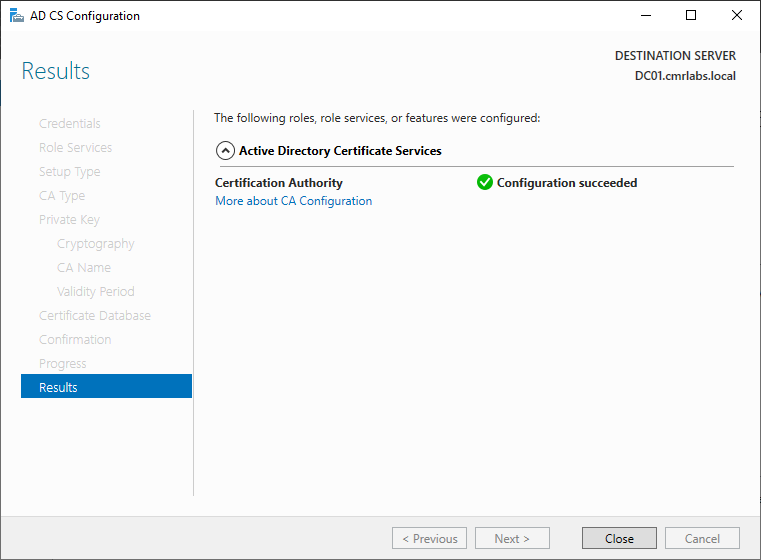 AD CS Configuration
Results
DESTINATION SERVER
DC01.cmrlabs.local
Credentials
Role Services
Setup Type
CA Type
Private Key
Cryptography
CA Name
Validity Period
Certificate Database
Confirmation
Progress
Results
The following roles, role services, or features were configured:
Active Directory Certificate Services
Certification Authority
Configuration succeeded
More about CA Configuration
< Previous
Next >
Close
Cancel